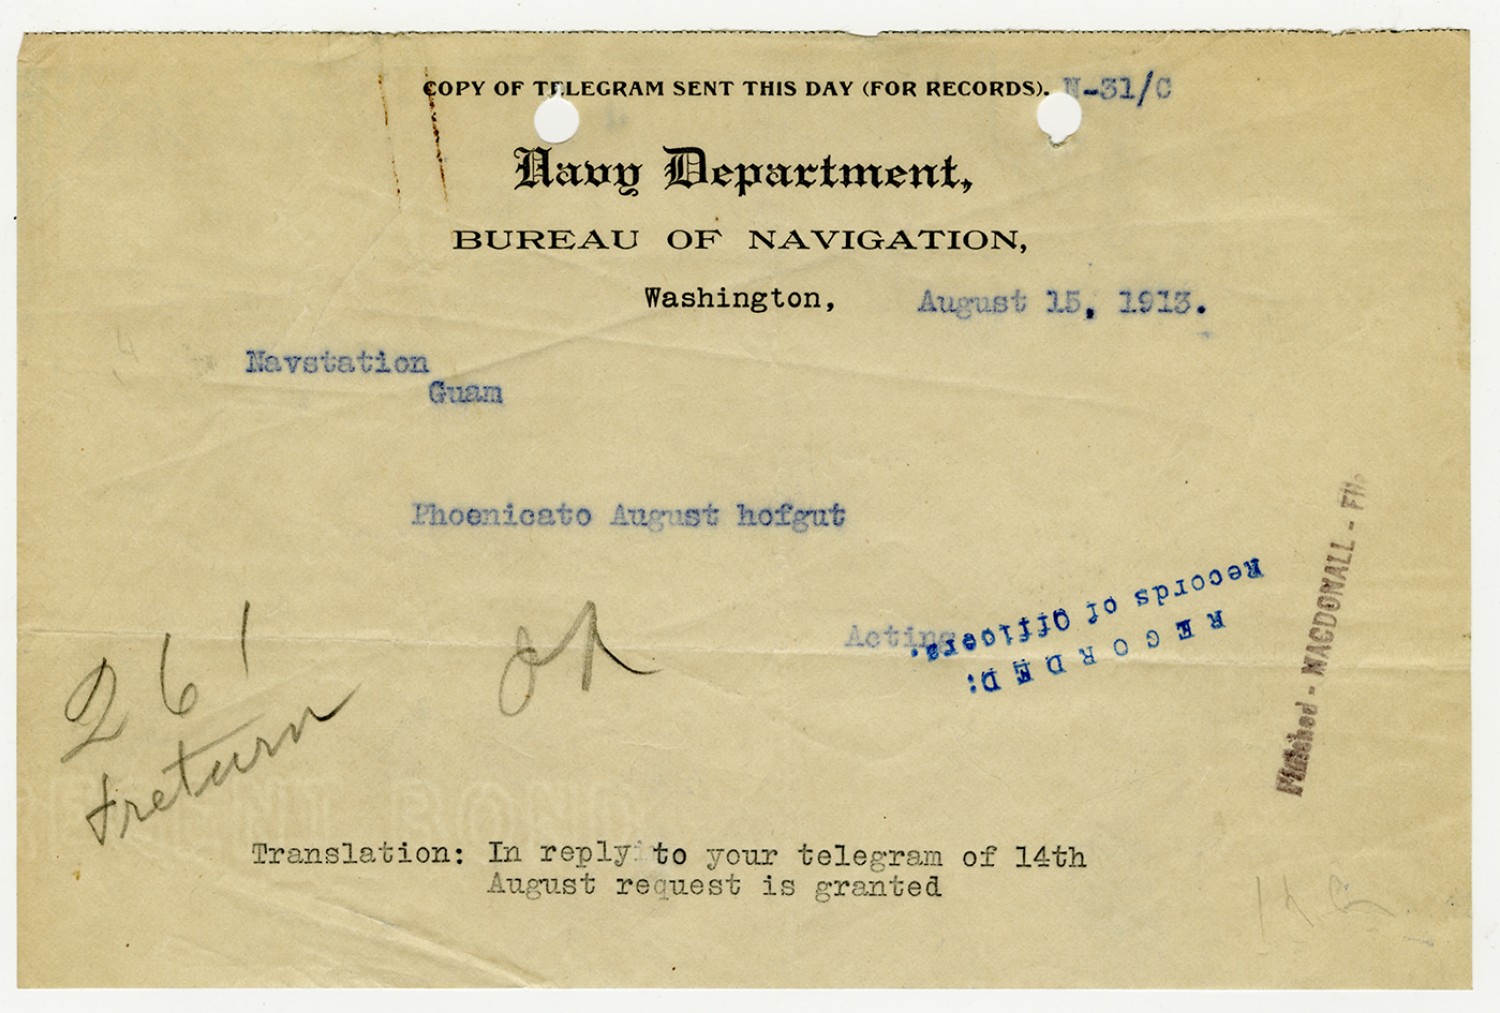 COPY OF TELEGRAM SENT THIS DAY (FOR RECORDS). N-31/C
Navy Department,
BUREAU OF NAVIGATION,
Washington, August 15, 1913.
Navstation
Guam
Phoenicato August hofgut
Acting
RECORDED:
Records of Officers.
MACDONALL - File
261
return
Translation: In reply to your telegram of 14th
August request is granted